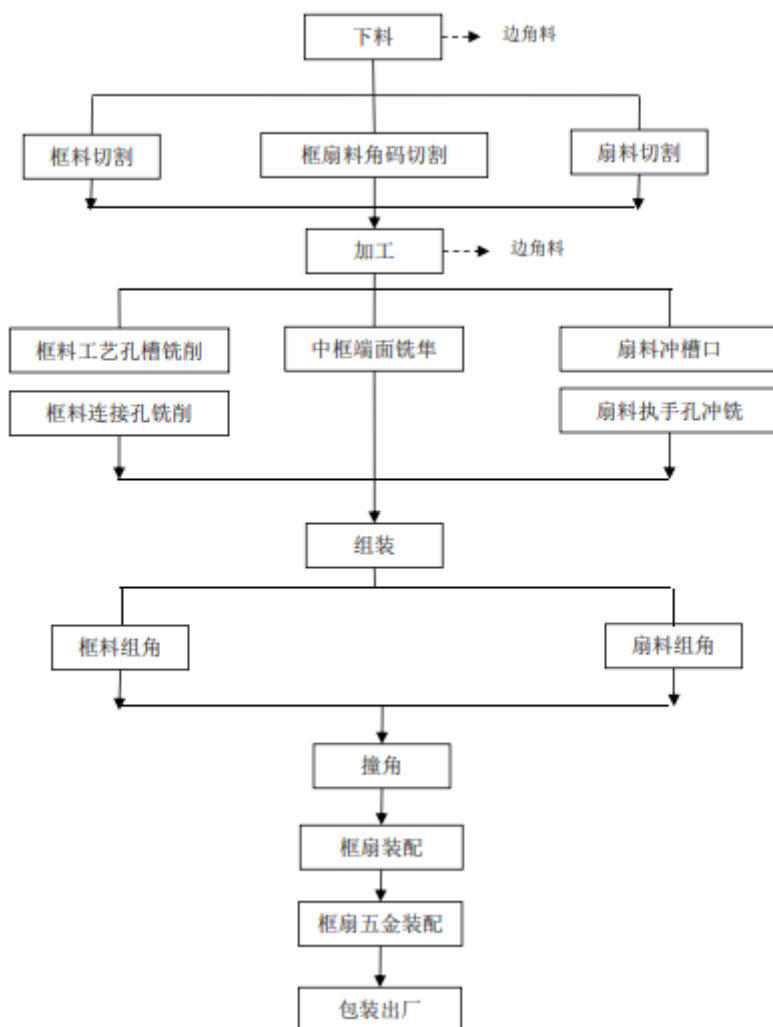 下料
边角料
框料切割
框扇料角码切割
扇料切割
加工
边角料
框料工艺孔槽铣削
中框端面铣隼
扇料冲槽口
框料连接孔铣削
扇料执手孔冲铣
组装
框料组角
扇料组角
撞角
框扇装配
框扇五金装配
包装出厂